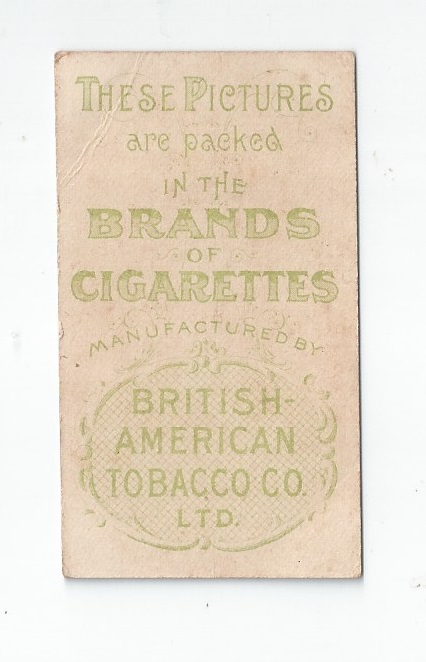 THESE PICTURES
are packed
IN THE
BRANDS
OF
CIGARETTES
MANUFACTURED BY
BRITISH-
AMERICAN
TOBACCO CO.
LTD.